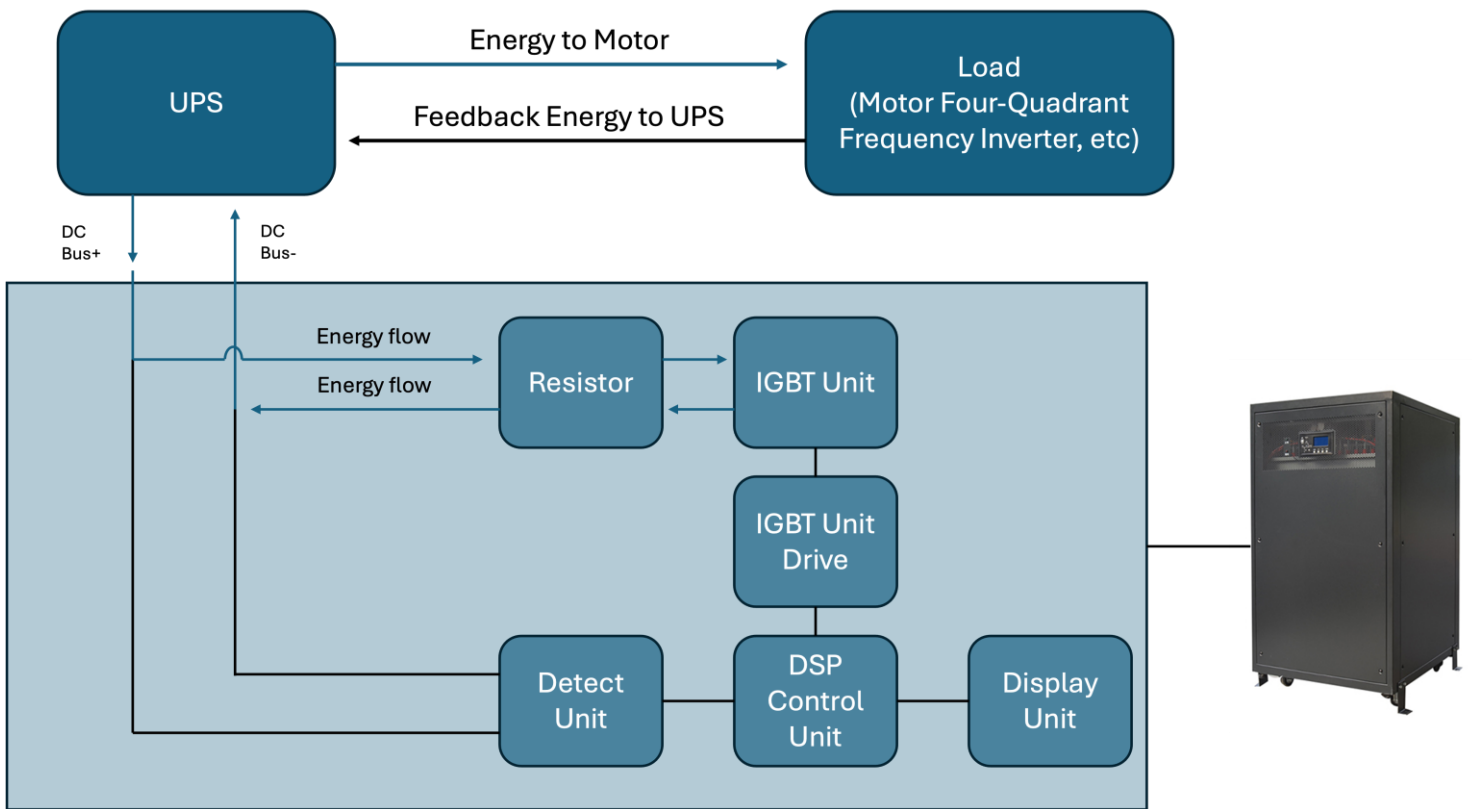 Energy to Motor
UPS
Load
(Motor Four-Quadrant
Frequency Inverter, etc)
Feedback Energy to UPS
DC
Bus+
DC
Bus-
Energy flow
Energy flow
Resistor
IGBT Unit
IGBT Unit
Drive
Detect
Unit
DSP
Control
Unit
Display
Unit